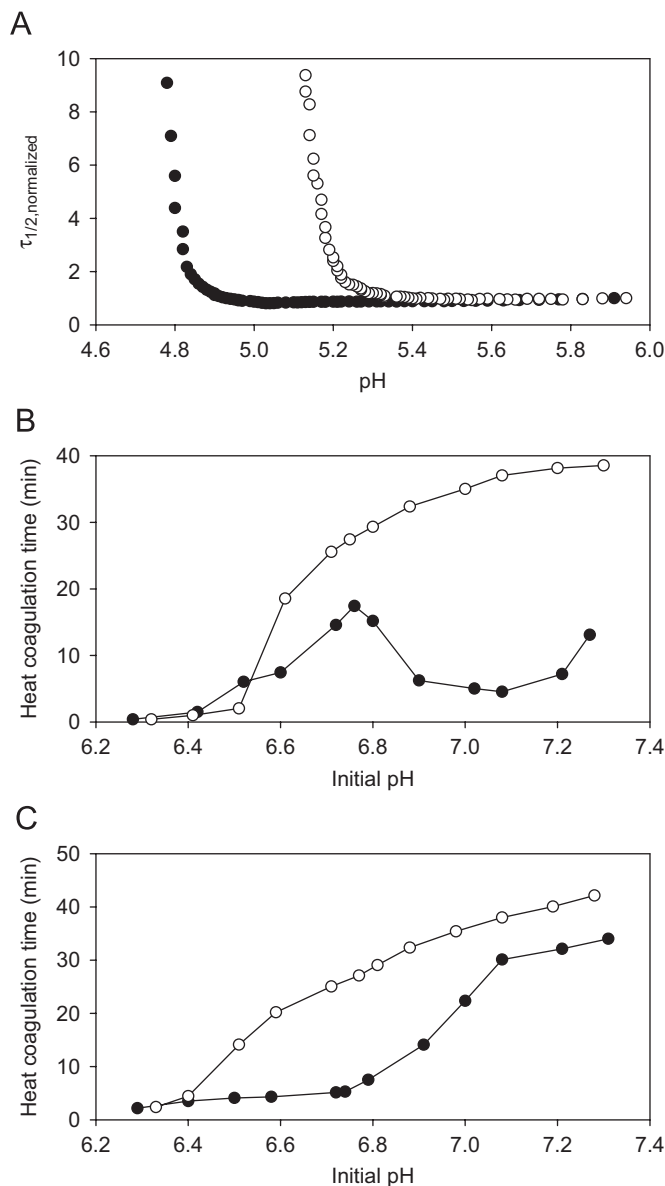 A
τ1/2,normalized
10
8
6
4
2
0
4.6 4.8 5.0 5.2 5.4 5.6 5.8 6.0
pH
B
Heat coagulation time (min)
40
30
20
10
0
6.2 6.4 6.6 6.8 7.0 7.2 7.4
Initial pH
C
Heat coagulation time (min)
50
40
30
20
10
0
6.2 6.4 6.6 6.8 7.0 7.2 7.4
Initial pH